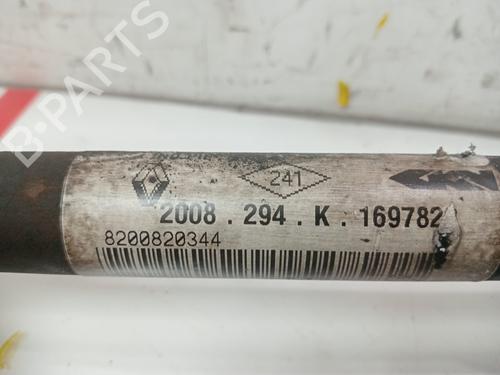 241
2008 . 294 . K . 169782
8200820344
B-PARTS